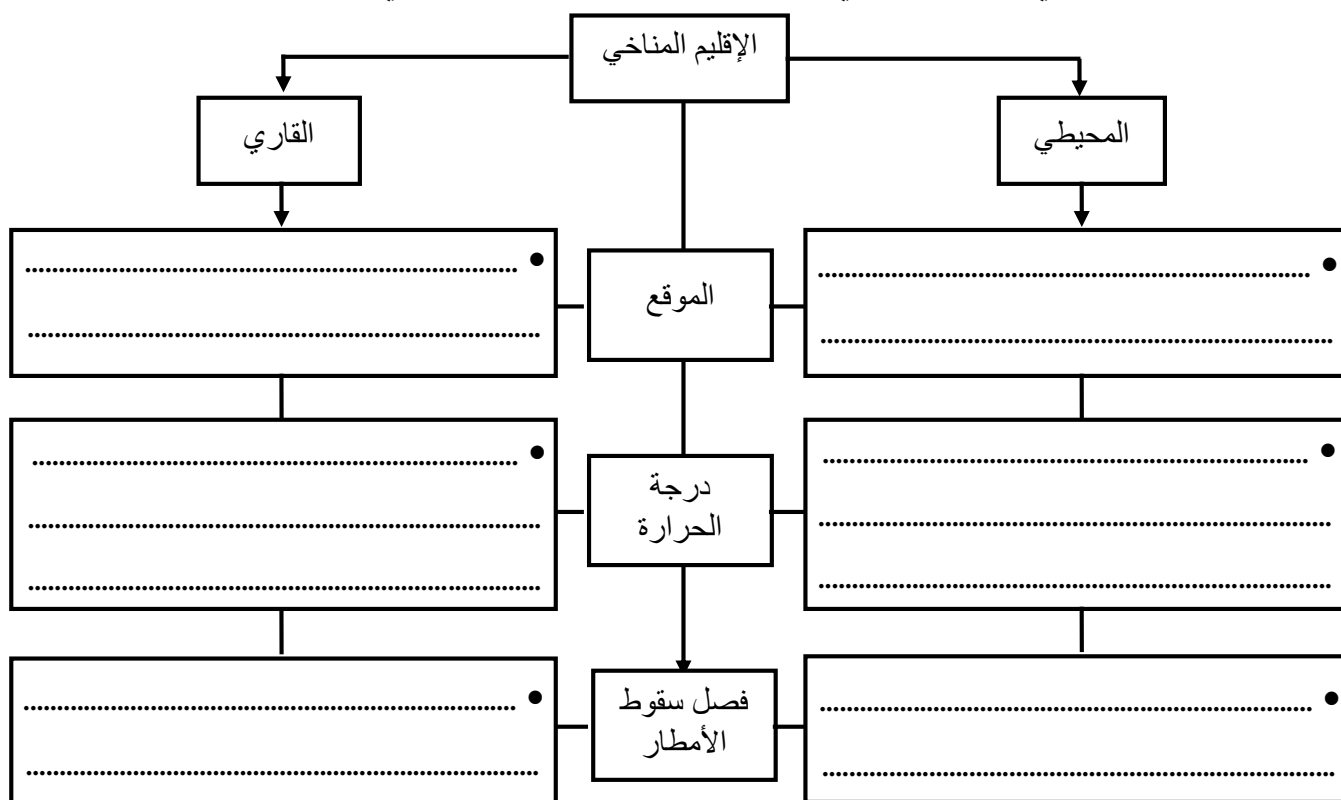 الإقليم المناخي
المحيطي
القاري
الموقع
درجة
الحرارة
فصل سقوط
الأمطار